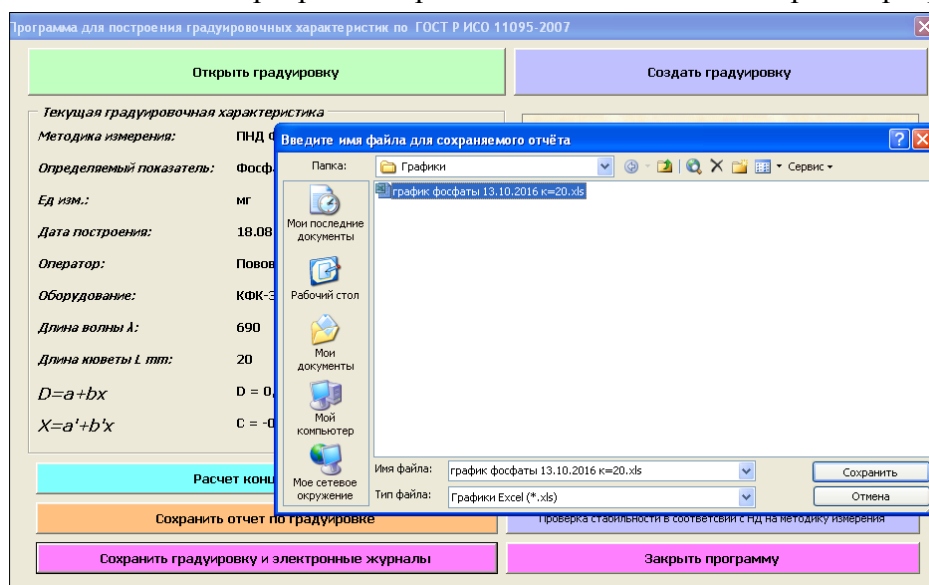 Программа для построения градуировочных характеристик по ГОСТ Р ИСО 11095-2007
Открыть градуировку
Создать градуировку
Текущая градуировочная характеристика
Методика измерения: ПНД
Определяемый показатель: Фосф
Ед изм.: мг
Дата построения: 18.08
Оператор: Повов
Оборудование: КФК-3
Длина волны λ: 690
Длина кюветы L mm: 20
D=a+bx D = 0,
X=a'+b'x C = -0
Расчет конц
Сохранить отчет по градуировке
Проверка стабильности в соответсвии с НД на методику измерения
Сохранить градуировку и электронные журналы
Закрыть программу
Введите имя файла для сохраняемого отчёта
Папка: Графики Сервис
график фосфаты 13.10.2016 к=20.xls
Мои последние документы
Рабочий стол
Мои документы
Мой компьютер
Мое сетевое окружение
Имя файла: график фосфаты 13.10.2016 к=20.xls Сохранить
Тип файла: Графики Excel (*.xls) Отмена